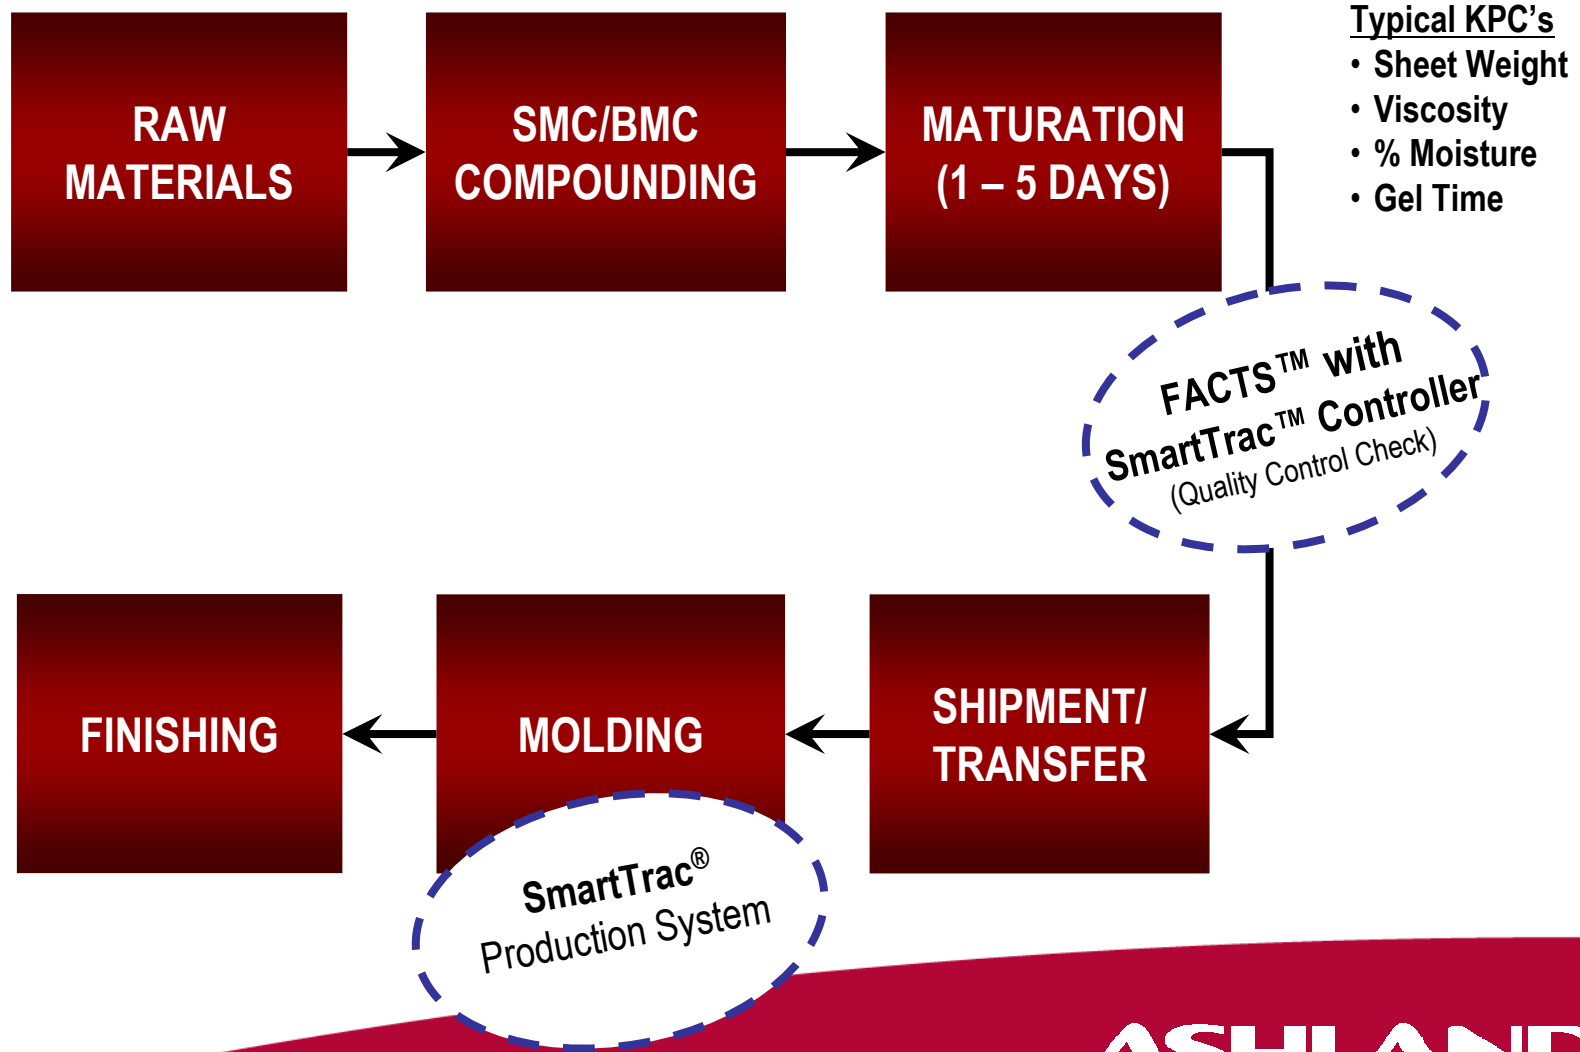 RAW
MATERIALS
SMC/BMC
COMPOUNDING
MATURATION
(1 – 5 DAYS)
Typical KPC's
• Sheet Weight
• Viscosity
• % Moisture
• Gel Time
FACTS™ with
SmartTrac™ Controller
(Quality Control Check)
FINISHING
MOLDING
SHIPMENT/
TRANSFER
SmartTrac®
Production System
ASHLAND